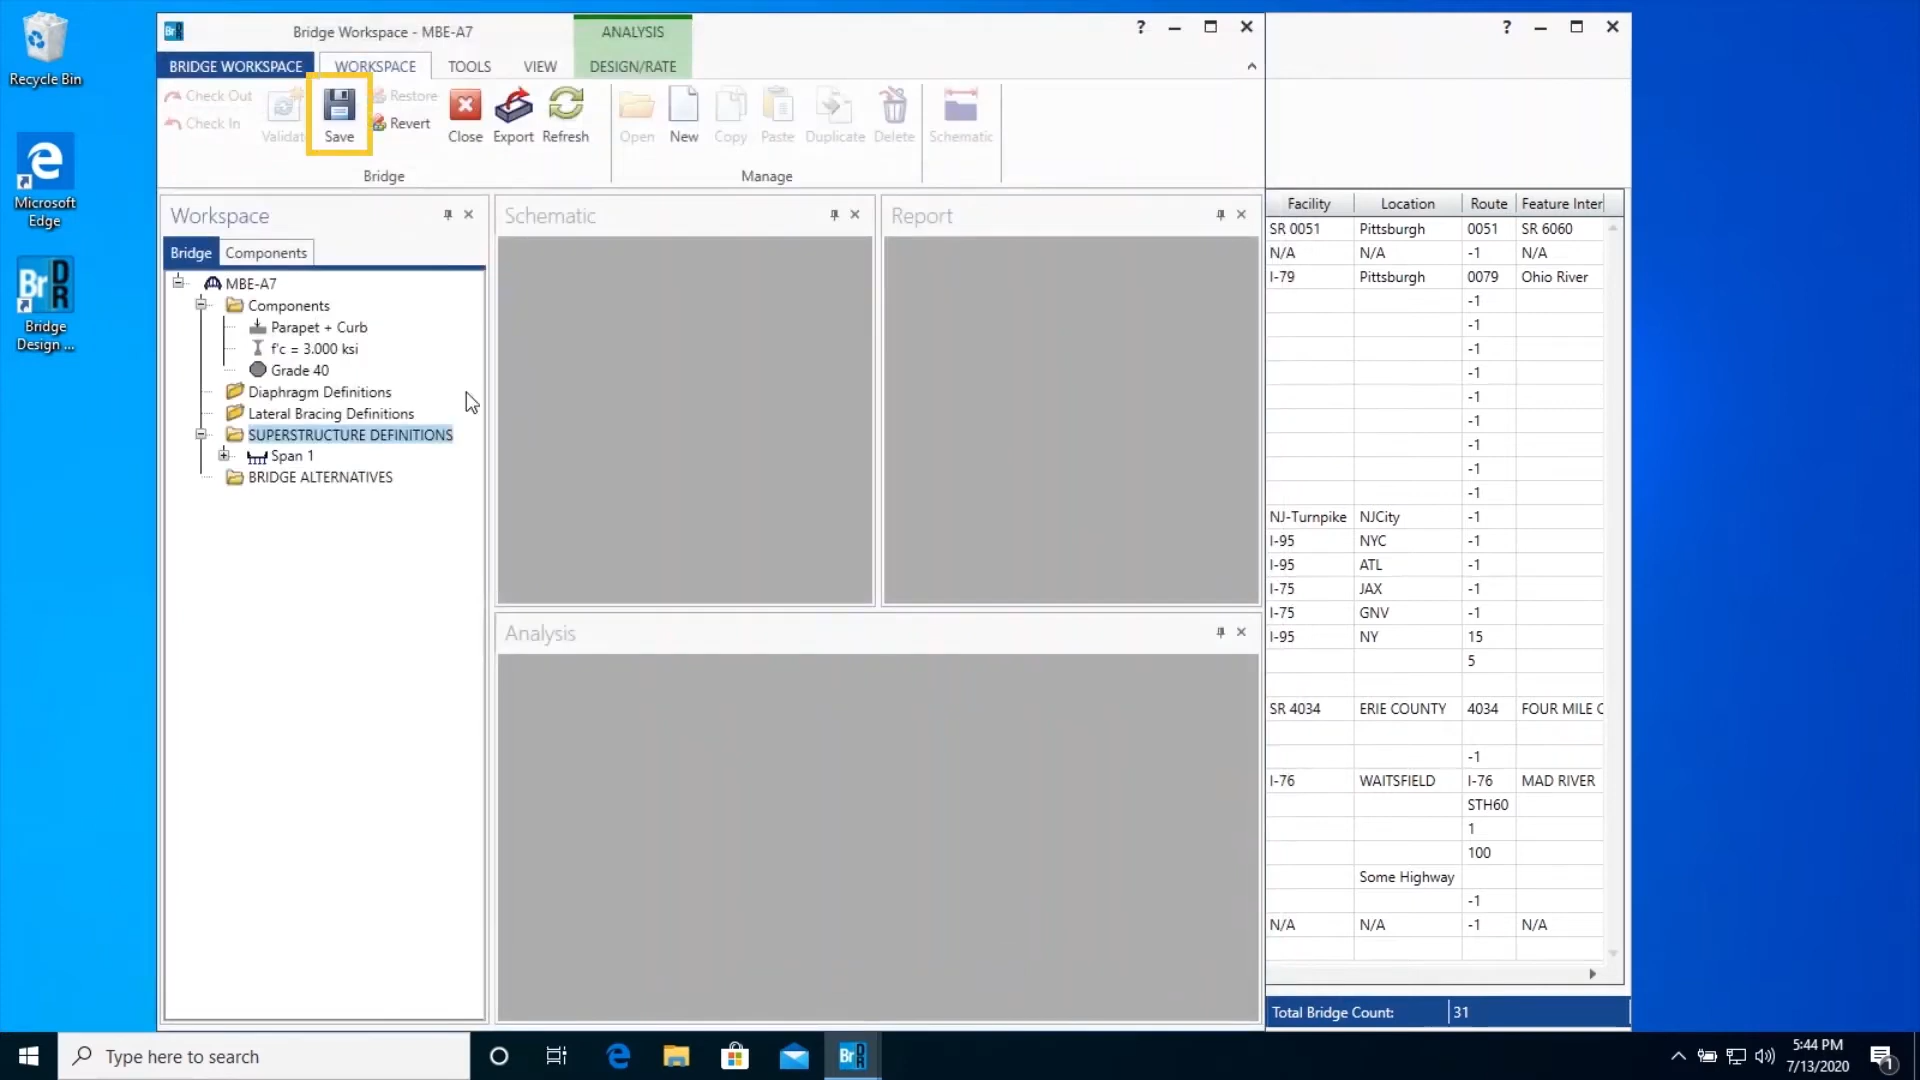 Recycle Bin
Microsoft
Edge
Bridge
Design ...
Bridge Workspace - MBE-A7
ANALYSIS
BRIDGE WORKSPACE
WORKSPACE
TOOLS
VIEW
DESIGN/RATE
Check Out
Check In
Validat
Save
Restore
Revert
Close
Export
Refresh
Bridge
Open
New
Copy
Paste
Duplicate
Delete
Manage
Schematic
Workspace
Bridge
Components
MBE-A7
Components
Parapet + Curb
f'c = 3.000 ksi
Grade 40
Diaphragm Definitions
Lateral Bracing Definitions
SUPERSTRUCTURE DEFINITIONS
Span 1
BRIDGE ALTERNATIVES
Schematic
Report
Analysis
Facility Location Route Feature Inter
SR 0051 Pittsburgh 0051 SR 6060
N/A N/A -1 N/A
I-79 Pittsburgh 0079 Ohio River
-1
-1
-1
-1
-1
-1
-1
-1
-1
NJ-Turnpike NJCity -1
I-95 NYC -1
I-95 ATL -1
I-75 JAX -1
I-75 GNV -1
I-95 NY 15
5
SR 4034 ERIE COUNTY 4034 FOUR MILE C
-1
I-76 WAITSFIELD I-76 MAD RIVER
STH60
1
100
Some Highway
-1
N/A N/A -1 N/A
Total Bridge Count: 31
Type here to search
5:44 PM
7/13/2020
1